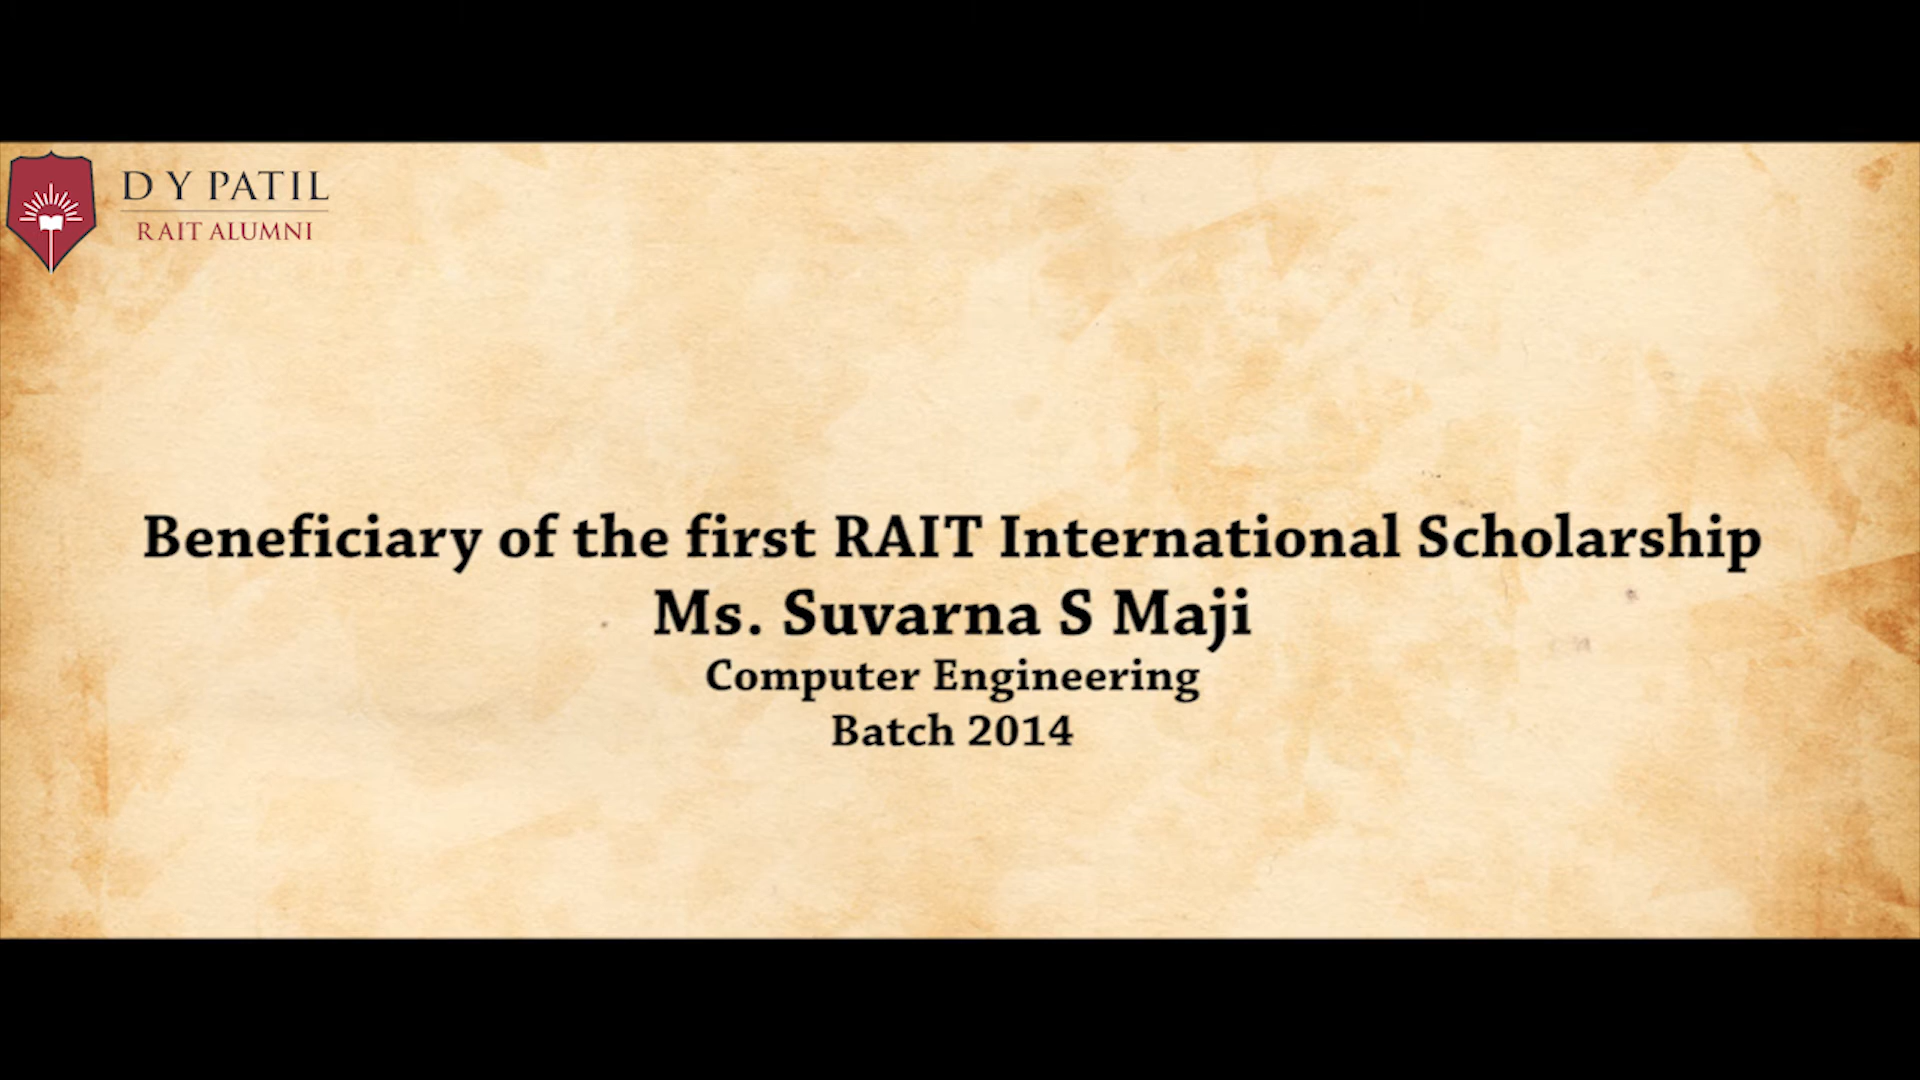 D Y PATIL
RAIT ALUMNI
Beneficiary of the first RAIT International Scholarship
Ms. Suvarna S Maji
Computer Engineering
Batch 2014